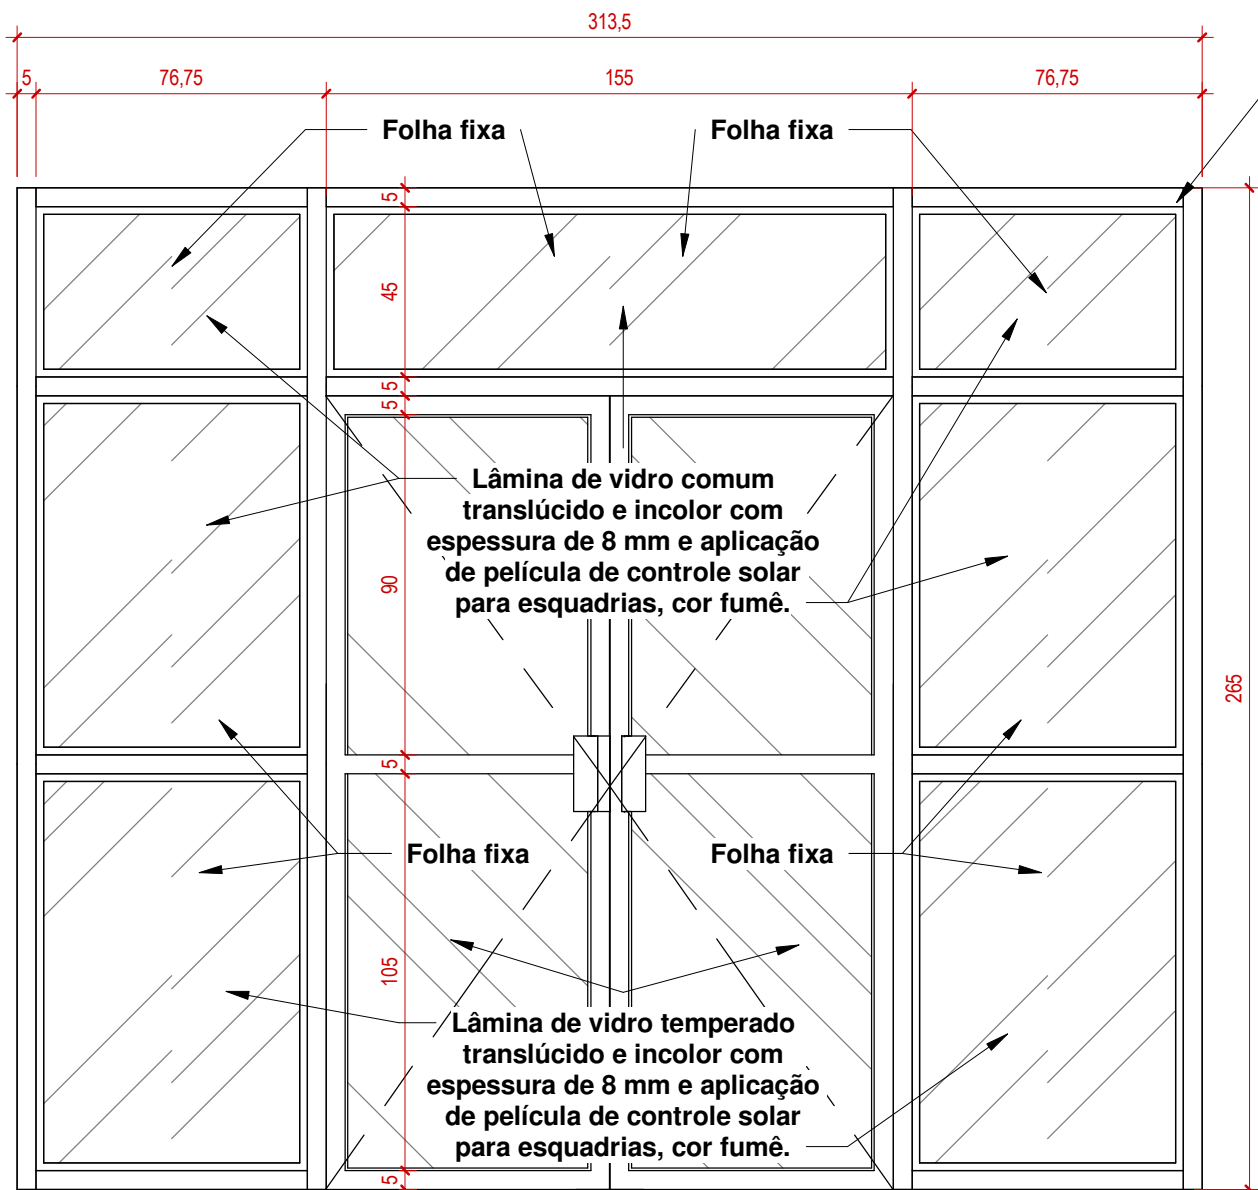 313,5
5
76,75
155
76,75
Folha fixa
Folha fixa
5
45
5
5
Lâmina de vidro comum
translúcido e incolor com
espessura de 8 mm e aplicação
de película de controle solar
para esquadrias, cor fumê.
90
265
5
Folha fixa
Folha fixa
105
Lâmina de vidro temperado
translúcido e incolor com
espessura de 8 mm e aplicação
de película de controle solar
para esquadrias, cor fumê.
5